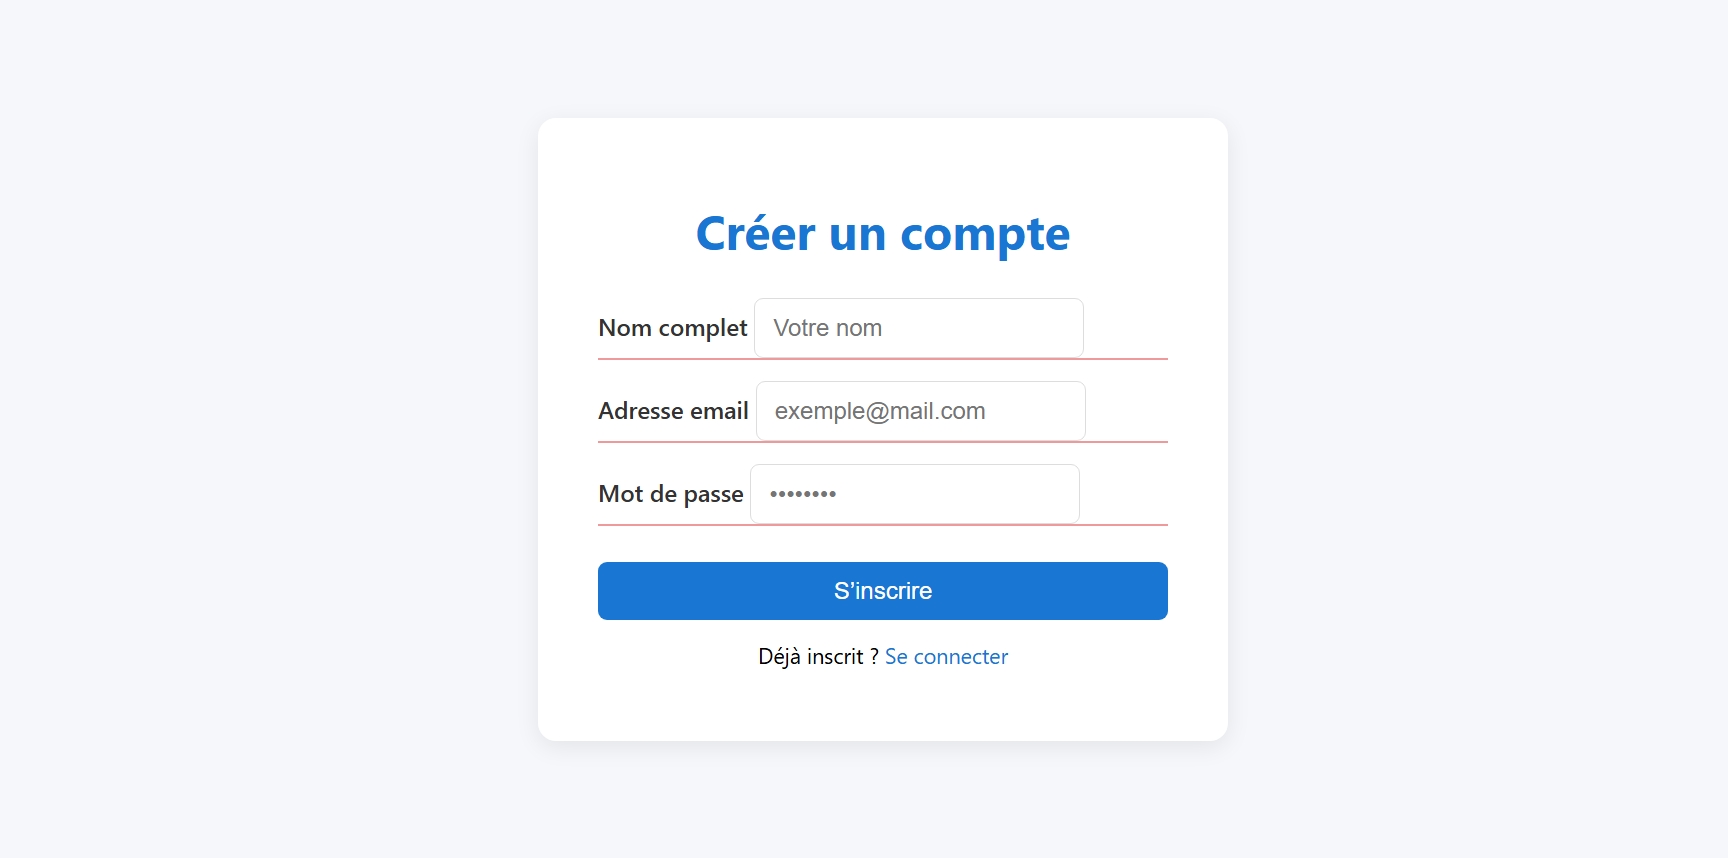 Créer un compte
Nom complet Votre nom
Adresse email exemple@mail.com
Mot de passe ••••••••
S’inscrire
Déjà inscrit ? Se connecter